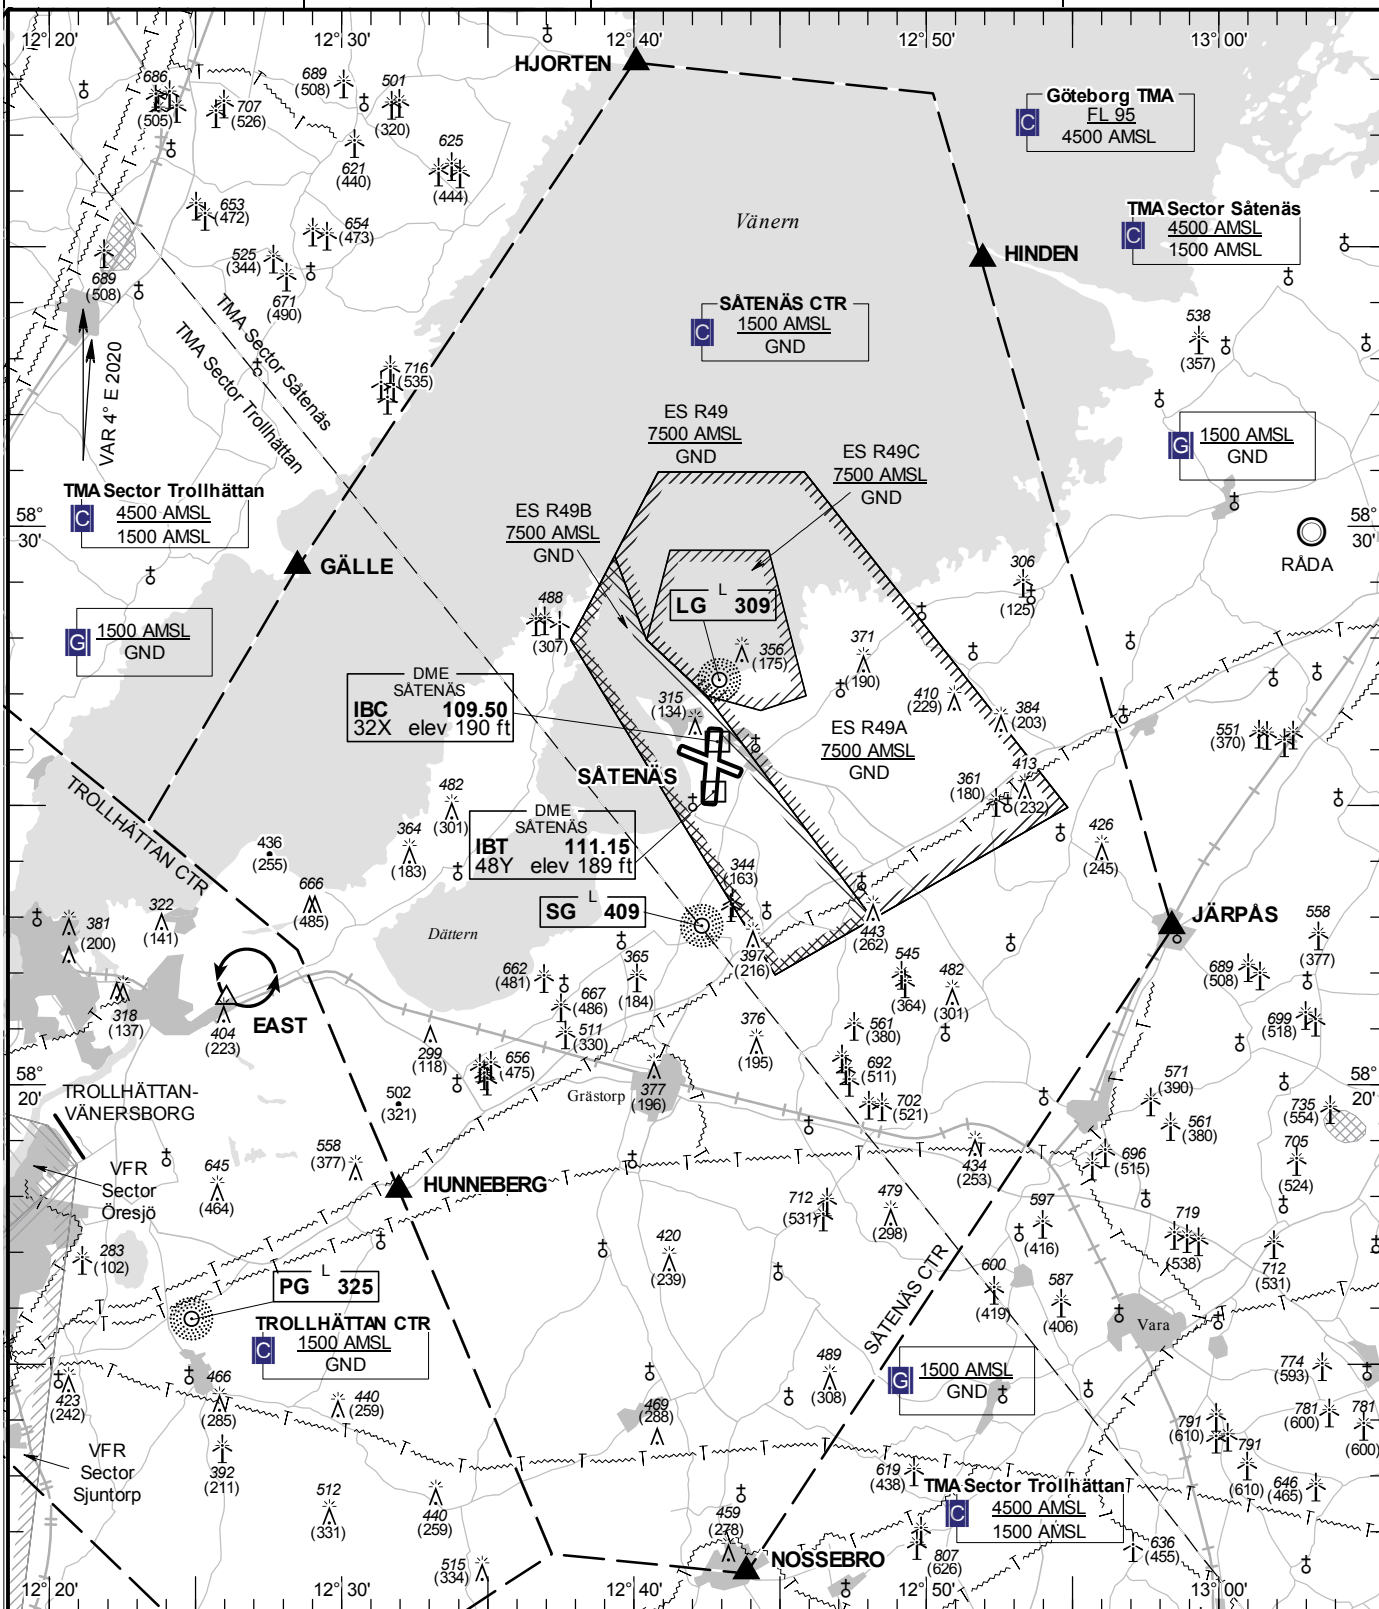 12° 20'
12° 30'
12° 40'
12° 50'
13° 00'
HJORTEN
686
(505)
707
(526)
689
(508)
501
(320)
621
(440)
625
(444)
Göteborg TMA
C
FL 95
4500 AMSL
653
(472)
654
(473)
525
(344)
671
(490)
689
(508)
Vänern
TMA Sector Såtenäs
C
4500 AMSL
1500 AMSL
HINDEN
TMA Sector Såtenäs
TMA Sector Trollhättan
VAR 4° E 2020
SÅTENÄS CTR
C
1500 AMSL
GND
538
(357)
716
(535)
ES R49
7500 AMSL
GND
ES R49C
7500 AMSL
GND
G
1500 AMSL
GND
TMA Sector Trollhättan
C
4500 AMSL
1500 AMSL
58°
30'
ES R49B
7500 AMSL
GND
58°
30'
RÅDA
GÄLLE
306
(125)
G
1500 AMSL
GND
488
(307)
L
LG 309
356
(175)
371
(190)
DME
SÅTENÄS
IBC 109.50
32X elev 190 ft
315
(134)
410
(229)
384
(203)
ES R49A
7500 AMSL
GND
551
(370)
SÅTENÄS
361
(180)
413
(232)
TROLLHÄTTAN CTR
482
(301)
364
(183)
DME
SÅTENÄS
IBT 111.15
48Y elev 189 ft
426
(245)
436
(255)
666
(485)
344
(163)
L
SG 409
381
(200)
322
(141)
Dättern
443
(262)
JÄRPÅS
558
(377)
397
(216)
662
(481)
365
(184)
545
(364)
482
(301)
689
(508)
318
(137)
404
(223)
EAST
667
(486)
511
(330)
376
(195)
561
(380)
699
(518)
299
(118)
656
(475)
692
(511)
58°
20'
58°
20'
TROLLHÄTTAN-
VÄNERSBORG
502
(321)
Grästorp
377
(196)
702
(521)
571
(390)
561
(380)
735
(554)
VFR
Sector
Öresjö
558
(377)
645
(464)
434
(253)
696
(515)
705
(524)
HUNNEBERG
712
(531)
479
(298)
597
(416)
719
(538)
283
(102)
420
(239)
712
(531)
L
PG 325
SÅTENÄS CTR
600
(419)
587
(406)
TROLLHÄTTAN CTR
C
1500 AMSL
GND
Vara
423
(242)
466
(285)
440
(259)
489
(308)
G
1500 AMSL
GND
774
(593)
469
(288)
781
(600)
781
(600)
VFR
Sector
Sjuntorp
392
(211)
791
(610)
791
(610)
619
(438)
TMA Sector Trollhättan
C
4500 AMSL
1500 AMSL
646
(465)
512
(331)
440
(259)
459
(278)
515
(334)
NOSSEBRO
807
(626)
636
(455)
12° 20'
12° 30'
12° 40'
12° 50'
13° 00'